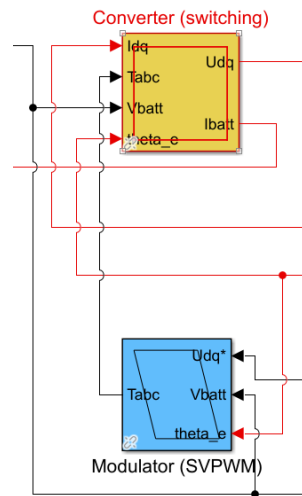 Converter (switching)
Idq
Udq
Tabc
Vbatt
Ibatt
theta_e
Udq*
Tabc
Vbatt
theta_e
Modulator (SVPWM)